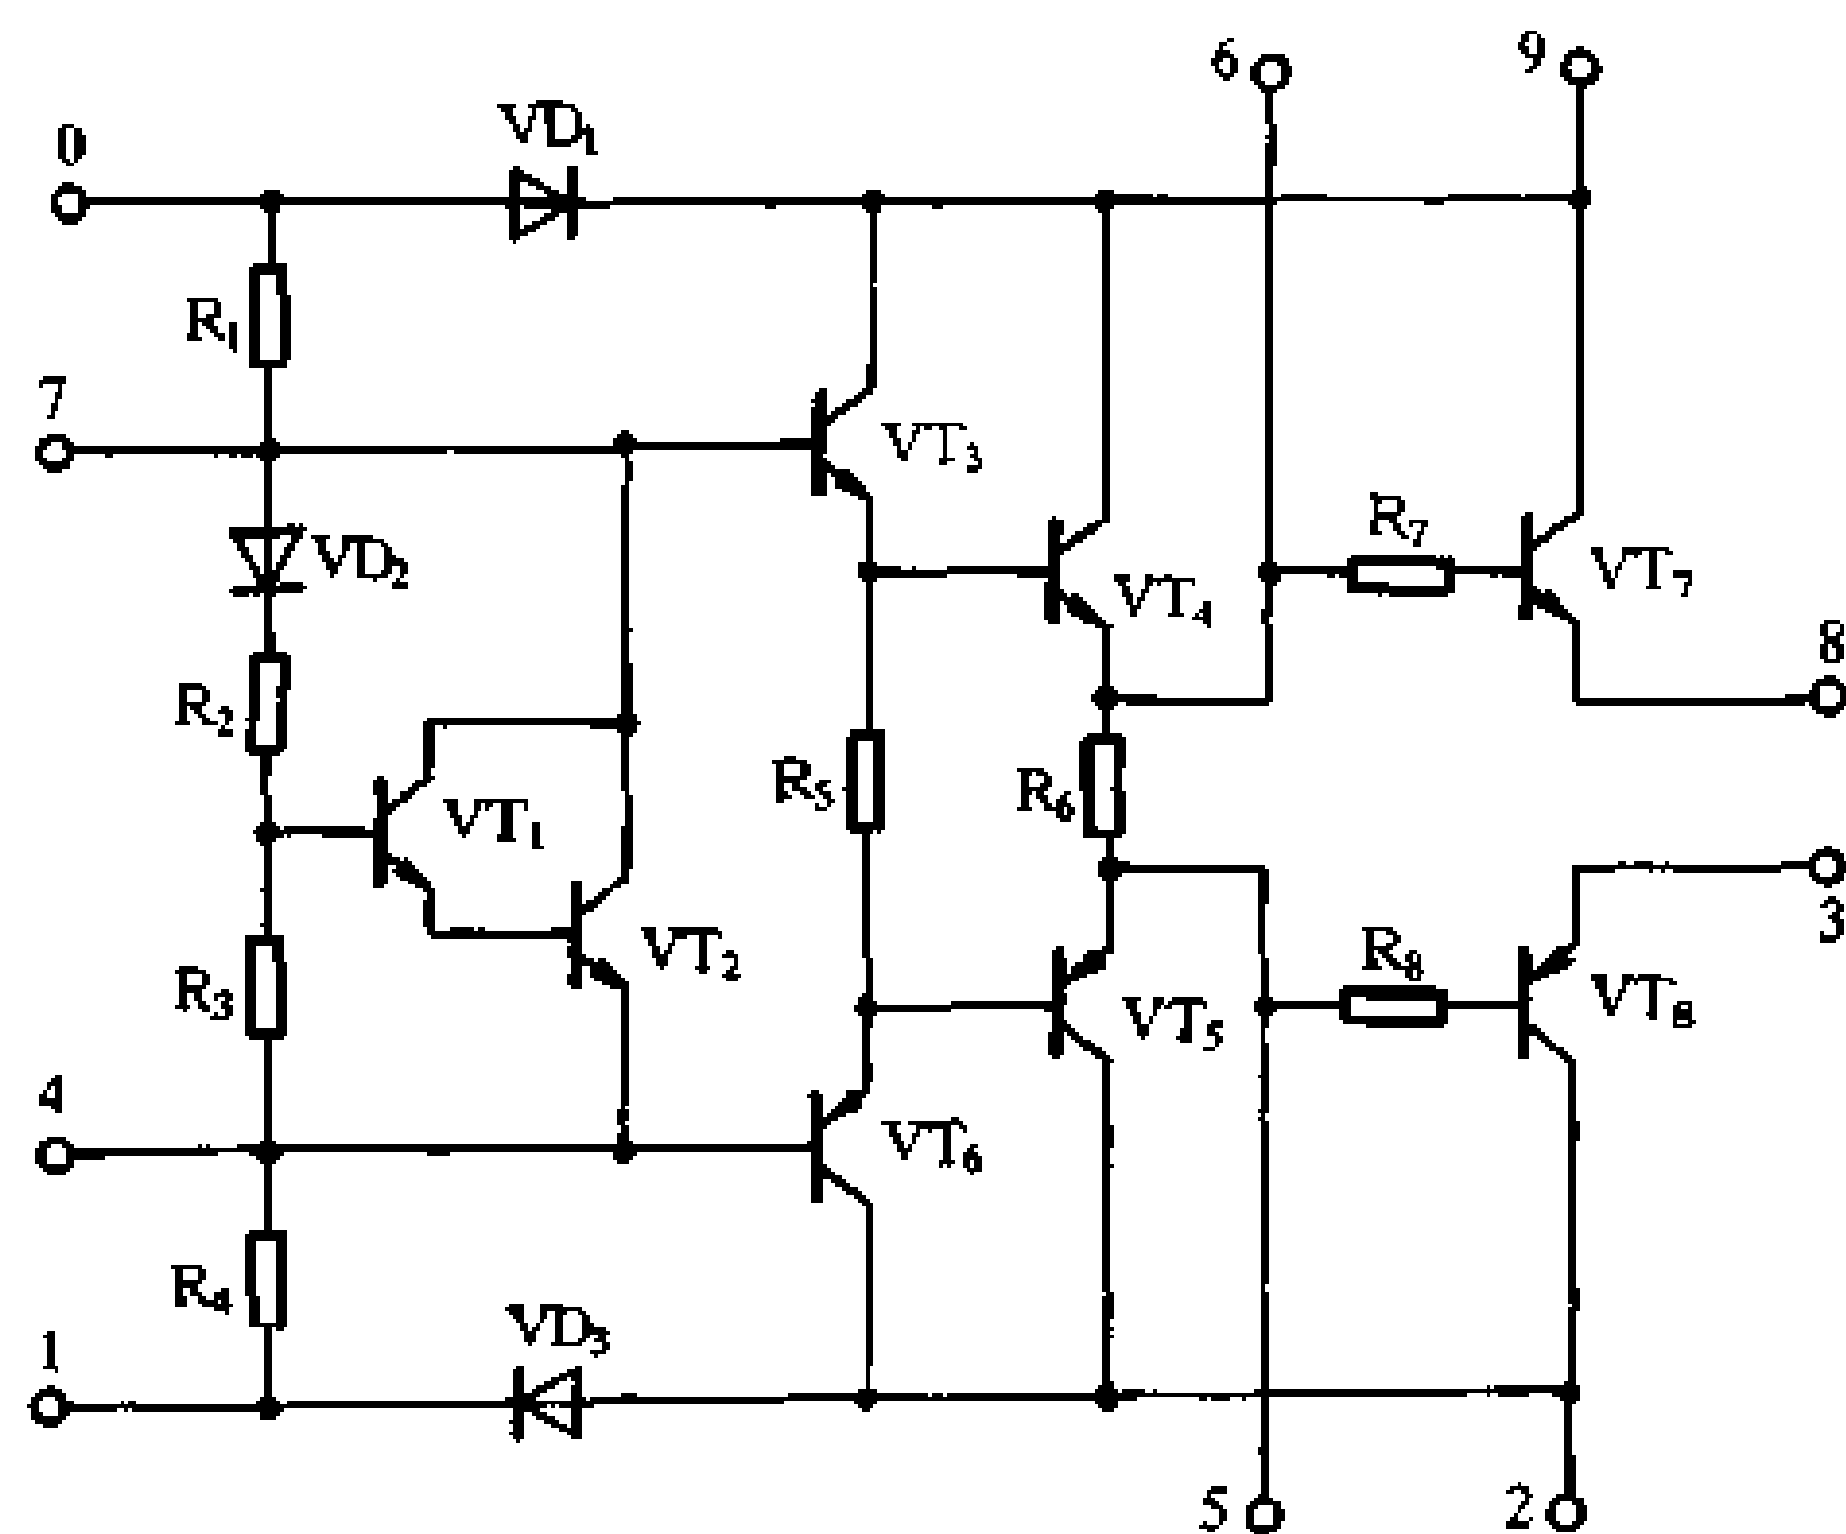 6
9
0
VD₁
R₁
7
VT₃
VD₂
R₇
VT₇
VT₄
8
R₂
R₅
R₆
VT₁
3
R₃
VT₂
R₈
VT₅
VT₈
4
VT₆
R₄
VD₃
1
5
2